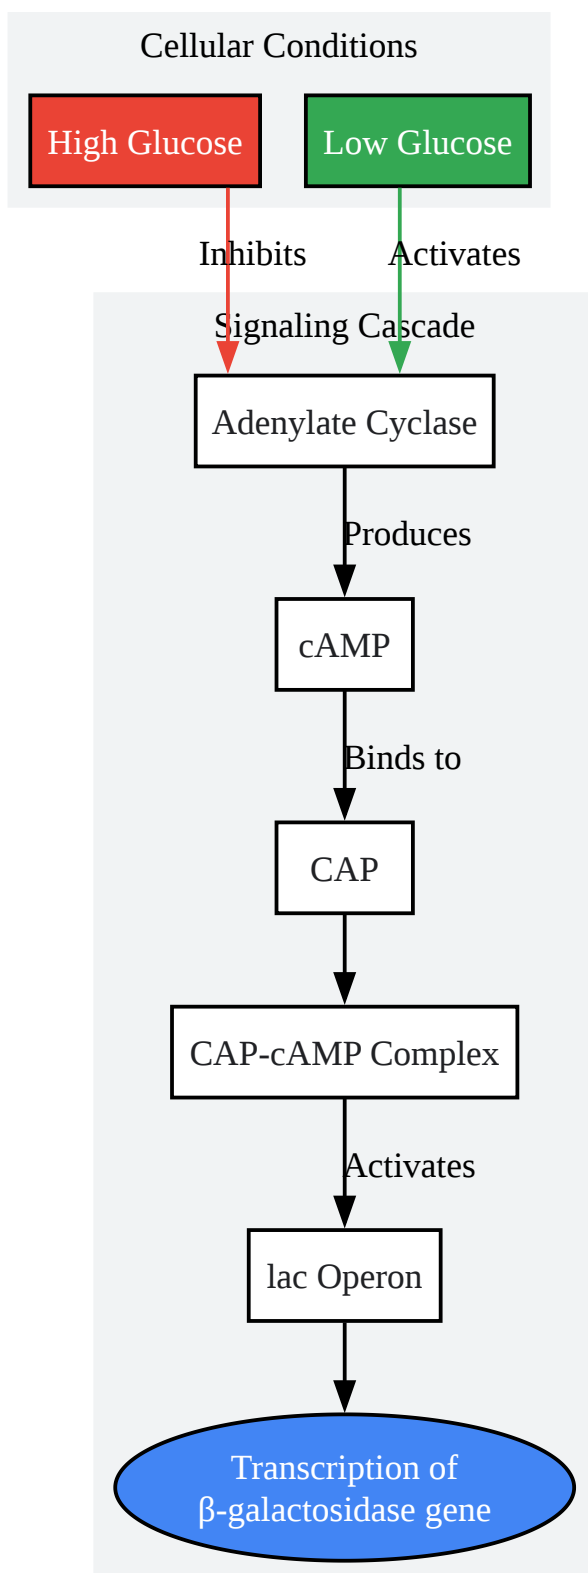 Cellular Conditions
High Glucose
Low Glucose
Inhibits
Activates
Signaling Cascade
Adenylate Cyclase
Produces
cAMP
Binds to
CAP
CAP-cAMP Complex
Activates
lac Operon
Transcription of
β-galactosidase gene